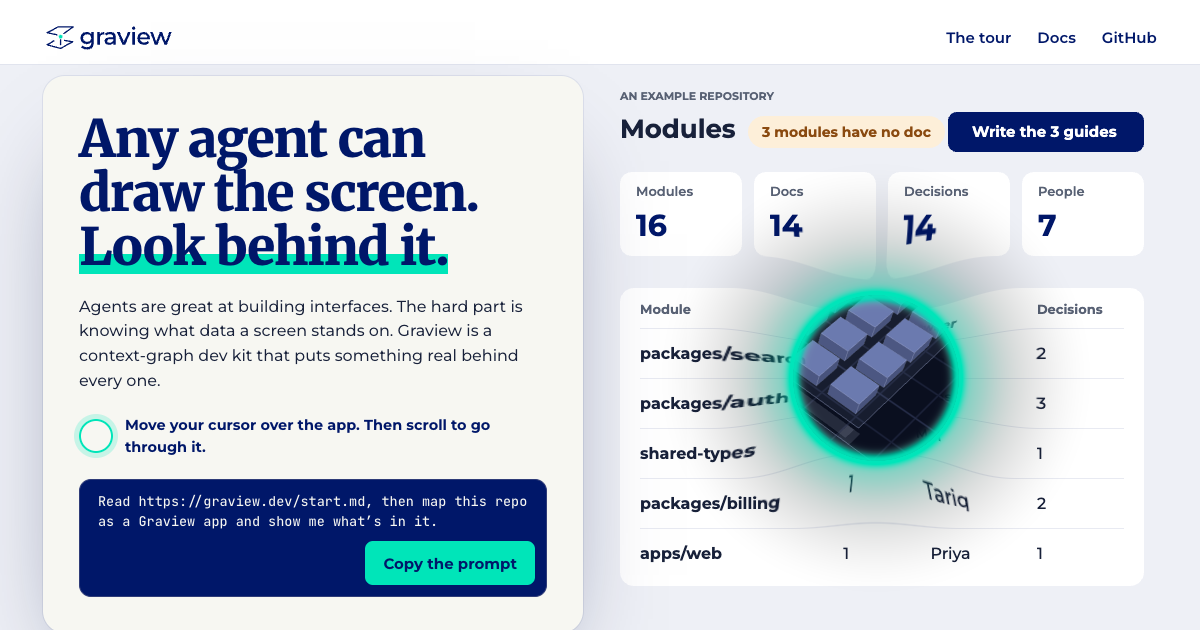 graview
The tour
Docs
GitHub
Any agent can
draw the screen.
Look behind it.
Agents are great at building interfaces. The hard part is
knowing what data a screen stands on. Graview is a
context-graph dev kit that puts something real behind
every one.
Move your cursor over the app. Then scroll to go
through it.
Read https://graview.dev/start.md, then map this repo
as a Graview app and show me what’s in it.
Copy the prompt
AN EXAMPLE REPOSITORY
Modules
3 modules have no doc
Write the 3 guides
Modules
Docs
Decisions
People
16
14
14
7
Module
Decisions
2
packages/auth
3
shared-types
1
1
Tariq
packages/billing
2
apps/web
1
Priya
1